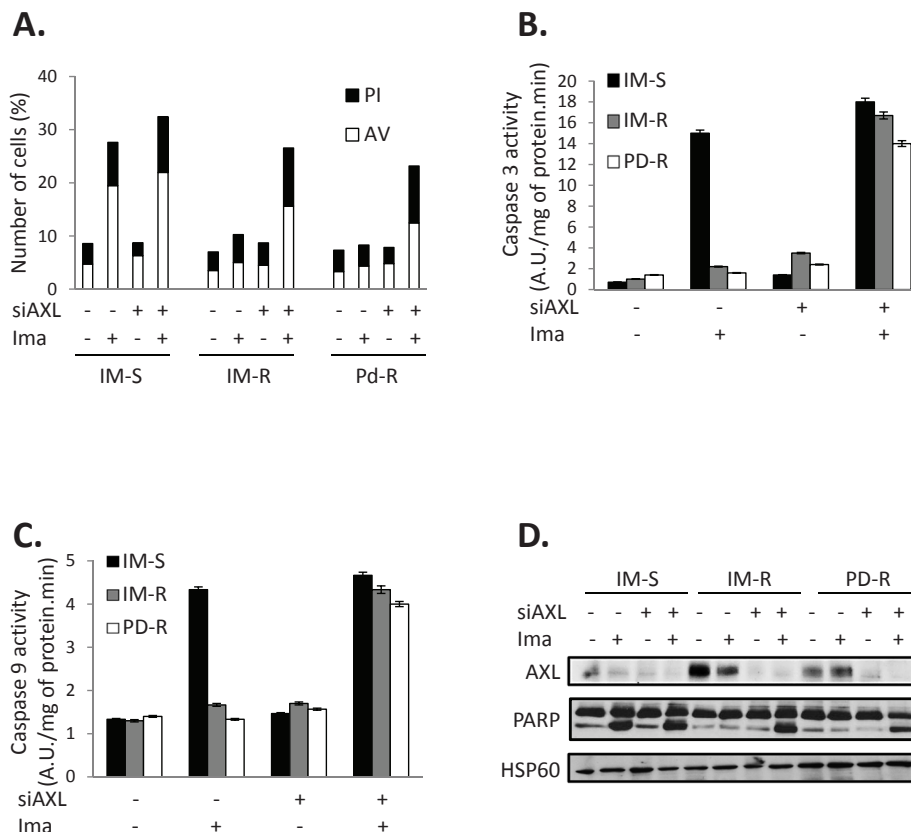 A.
Number of cells (%)
40
30
20
10
0
PI
AV
siAXL - - + + - - + + - - + +
Ima - + - + - + - + - + - +
IM-S IM-R Pd-R
B.
Caspase 3 activity
(A.U./mg of protein.min)
20
18
16
14
12
10
8
6
4
2
0
IM-S
IM-R
PD-R
siAXL - - + +
Ima - + - +
C.
Caspase 9 activity
(A.U./mg of protein.min)
5
4
3
2
1
0
IM-S
IM-R
PD-R
siAXL - - + +
Ima - + - +
D.
IM-S IM-R PD-R
siAXL - - + + - - + + - - + +
Ima - + - + - + - + - + - +
AXL
PARP
HSP60